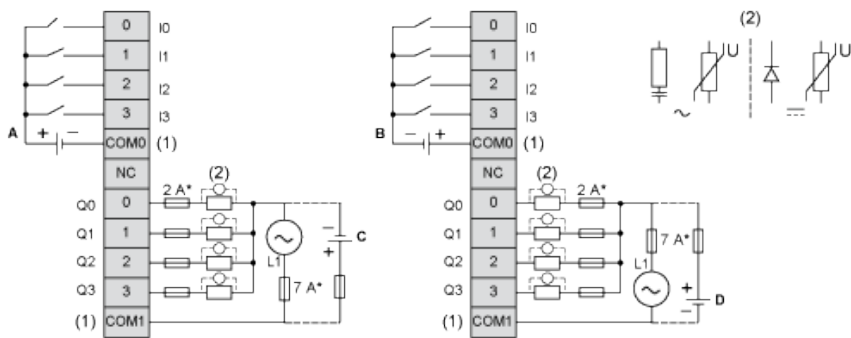 0 I0
1 I1
2 I2
3 I3
A + − COM0 (1)
NC (2)
2 A*
Q0 0
Q1 1
− C
Q2 2 +
L1
Q3 3 7 A*
(1) COM1
0 I0
1 I1
2 I2
3 I3
B − + COM0 (1)
NC (2)
2 A*
Q0 0
Q1 1
7 A*
Q2 2
L1
Q3 3 +
D
−
(1) COM1
(2)
U U